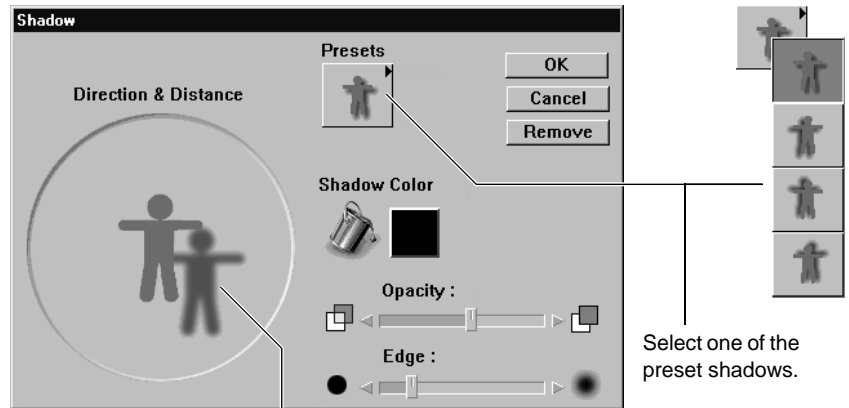 Shadow
Presets
OK
Direction & Distance
Cancel
Remove
Shadow Color
Opacity :
Edge :
Select one of the
preset shadows.